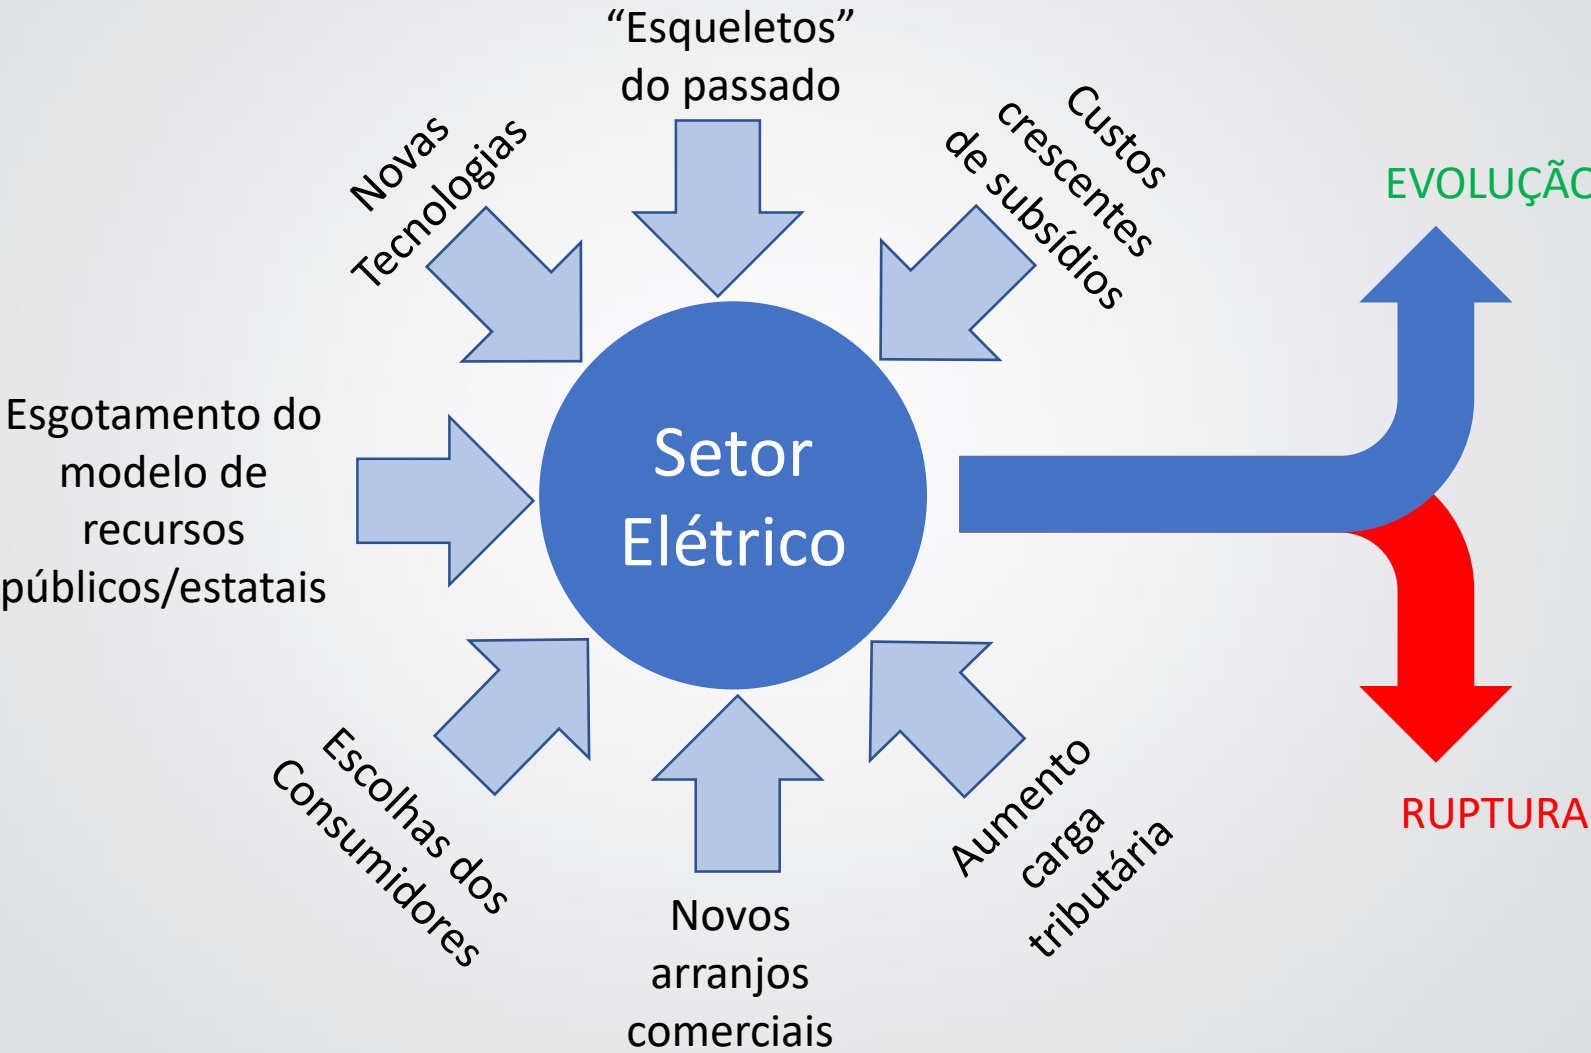 “Esqueletos”
do passado
Novas
Tecnologias
Custos
crescentes
de subsídios
EVOLUÇÃO
Esgotamento do
modelo de
recursos
públicos/estatais
Setor
Elétrico
Escolhas dos
Consumidores
Novos
arranjos
comerciais
Aumento
carga
tributária
RUPTURA